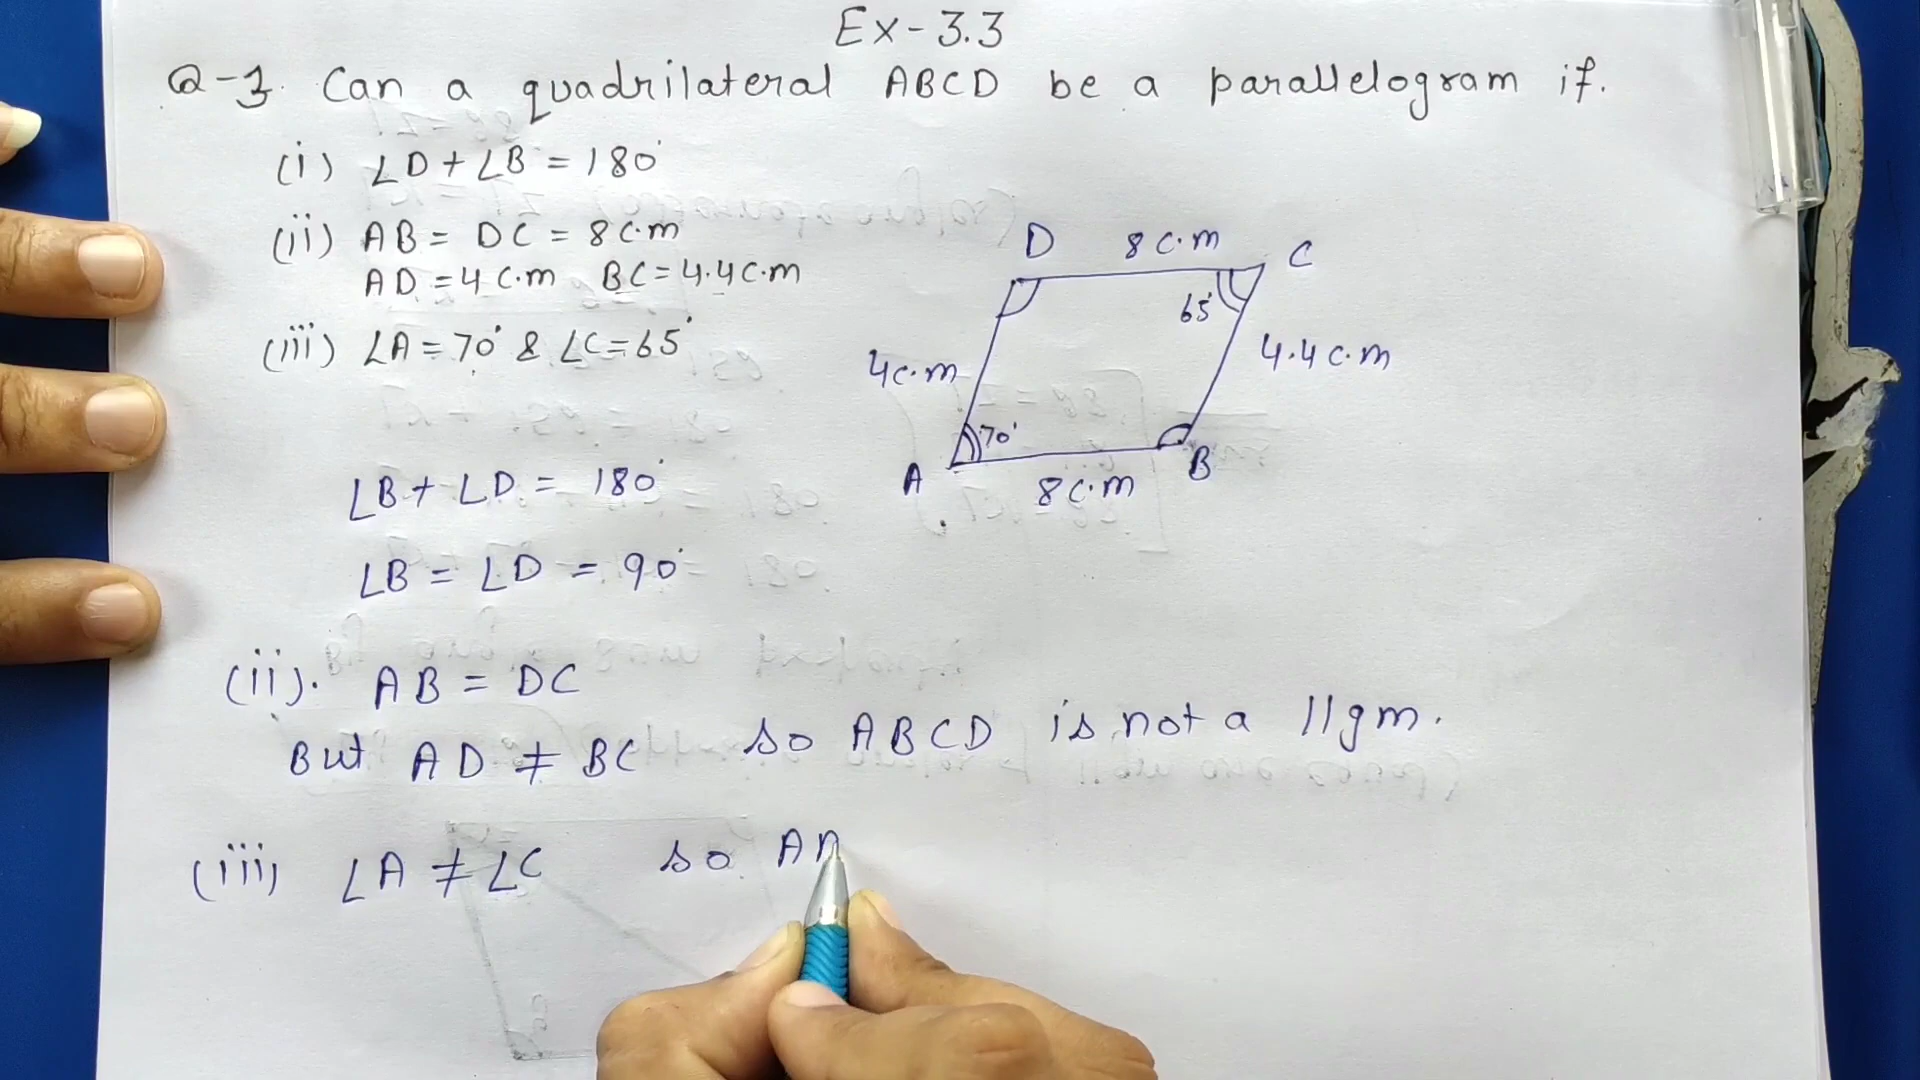 Ex-3.3
Q-3. Can a quadrilateral ABCD be a parallelogram if.
(i) ∠D + ∠B = 180°
(ii) AB = DC = 8 c.m
AD = 4 c.m BC = 4.4 c.m
(iii) ∠A = 70° & ∠C = 65°
D 8 c.m C
65°
4 c.m 4.4 c.m
70°
A 8 c.m B
∠B + ∠D = 180°
∠B = ∠D = 90°
(ii). AB = DC
But AD ≠ BC so ABCD is not a ||gm.
(iii) ∠A ≠ ∠C so A